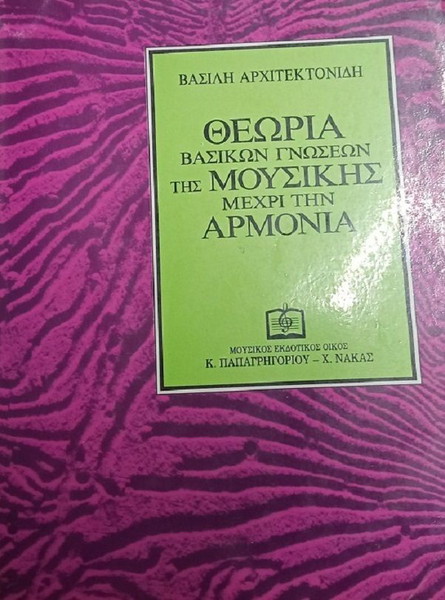 ΒΑΣΙΛΗ ΑΡΧΙΤΕΚΤΟΝΙΔΗ
ΘΕΩΡΙΑ
ΒΑΣΙΚΩΝ ΓΝΩΣΕΩΝ
ΤΗΣ ΜΟΥΣΙΚΗΣ
ΜΕΧΡΙ ΤΗΝ
ΑΡΜΟΝΙΑ
ΜΟΥΣΙΚΟΣ ΕΚΔΟΤΙΚΟΣ ΟΙΚΟΣ
Κ. ΠΑΠΑΓΡΗΓΟΡΙΟΥ – Χ. ΝΑΚΑΣ